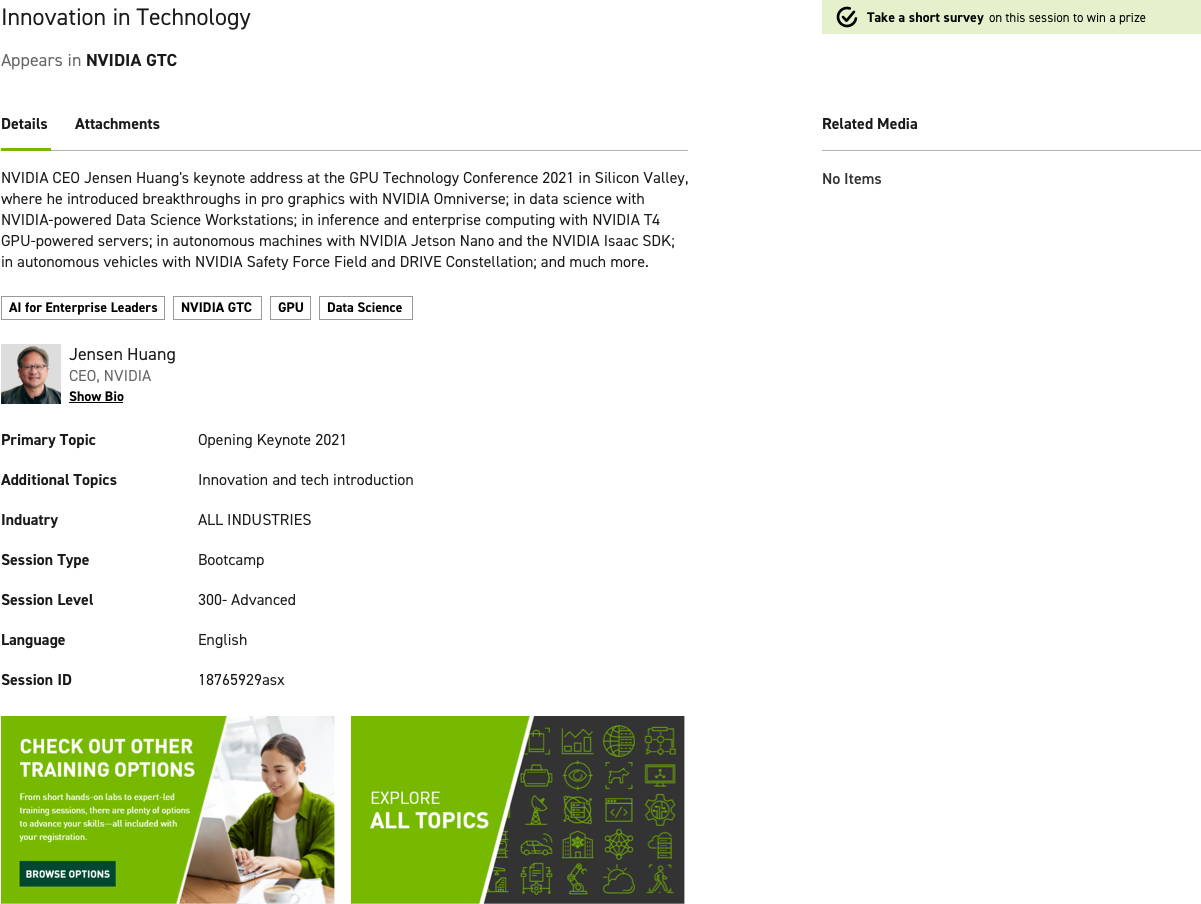 Innovation in Technology
Take a short survey on this session to win a prize
Appears in NVIDIA GTC
Details Attachments
Related Media
NVIDIA CEO Jensen Huang's keynote address at the GPU Technology Conference 2021 in Silicon Valley,
where he introduced breakthroughs in pro graphics with NVIDIA Omniverse; in data science with
NVIDIA-powered Data Science Workstations; in inference and enterprise computing with NVIDIA T4
GPU-powered servers; in autonomous machines with NVIDIA Jetson Nano and the NVIDIA Isaac SDK;
in autonomous vehicles with NVIDIA Safety Force Field and DRIVE Constellation; and much more.
No Items
AI for Enterprise Leaders NVIDIA GTC GPU Data Science
Jensen Huang
CEO, NVIDIA
Show Bio
Primary Topic Opening Keynote 2021
Additional Topics Innovation and tech introduction
Induatry ALL INDUSTRIES
Session Type Bootcamp
Session Level 300- Advanced
Language English
Session ID 18765929asx
CHECK OUT OTHER
TRAINING OPTIONS
From short hands-on labs to expert-led
training sessions, there are plenty of options
to advance your skills—all included with
your registration.
BROWSE OPTIONS
EXPLORE
ALL TOPICS